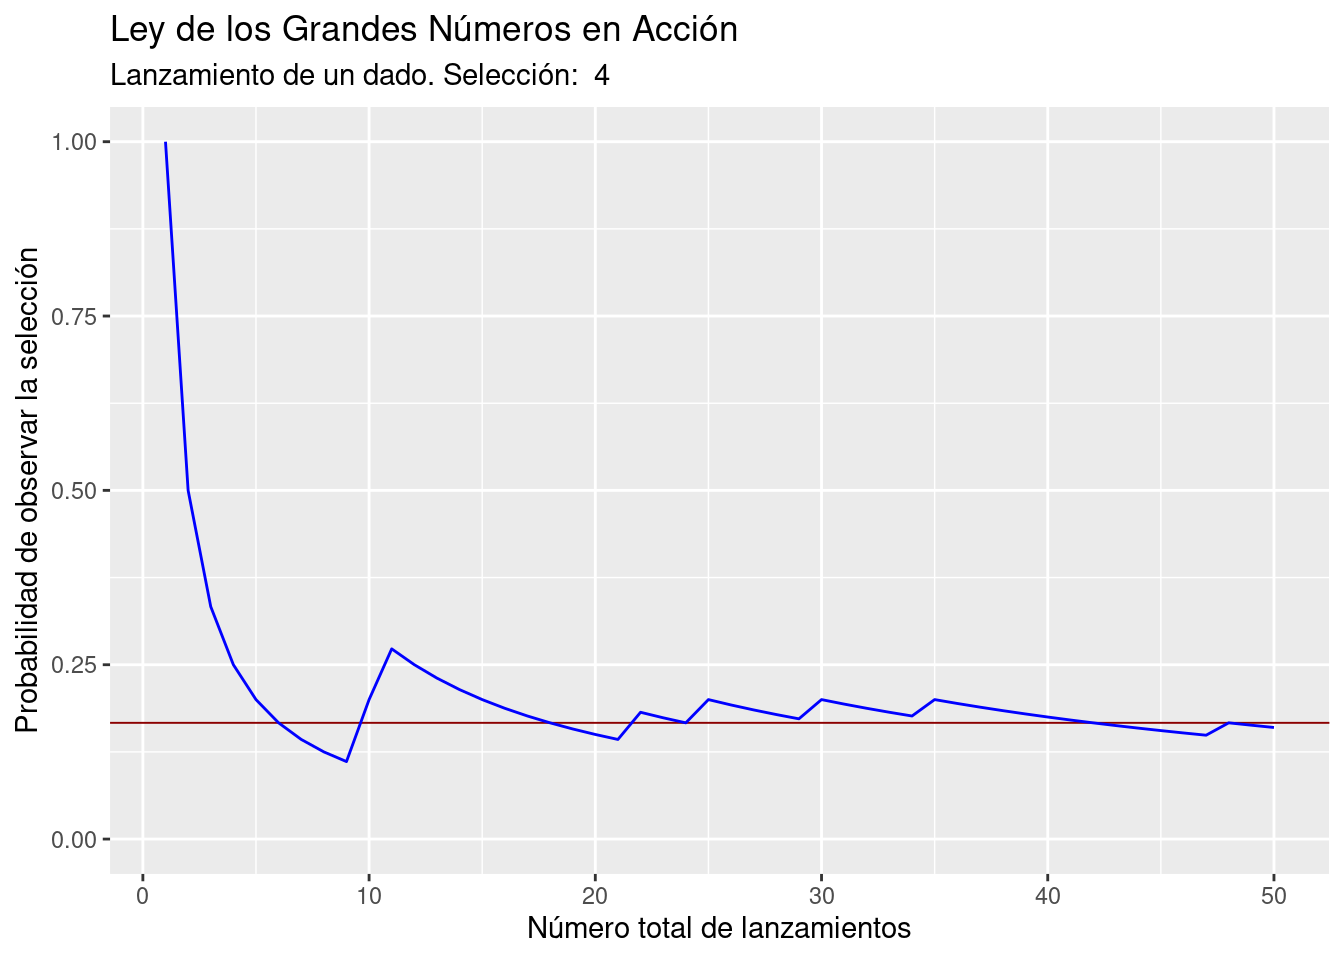 Ley de los Grandes Números en Acción
Lanzamiento de un dado. Selección:  4
Probabilidad de observar la selección
1.00
0.75
0.50
0.25
0.00
0
10
20
30
40
50
Número total de lanzamientos